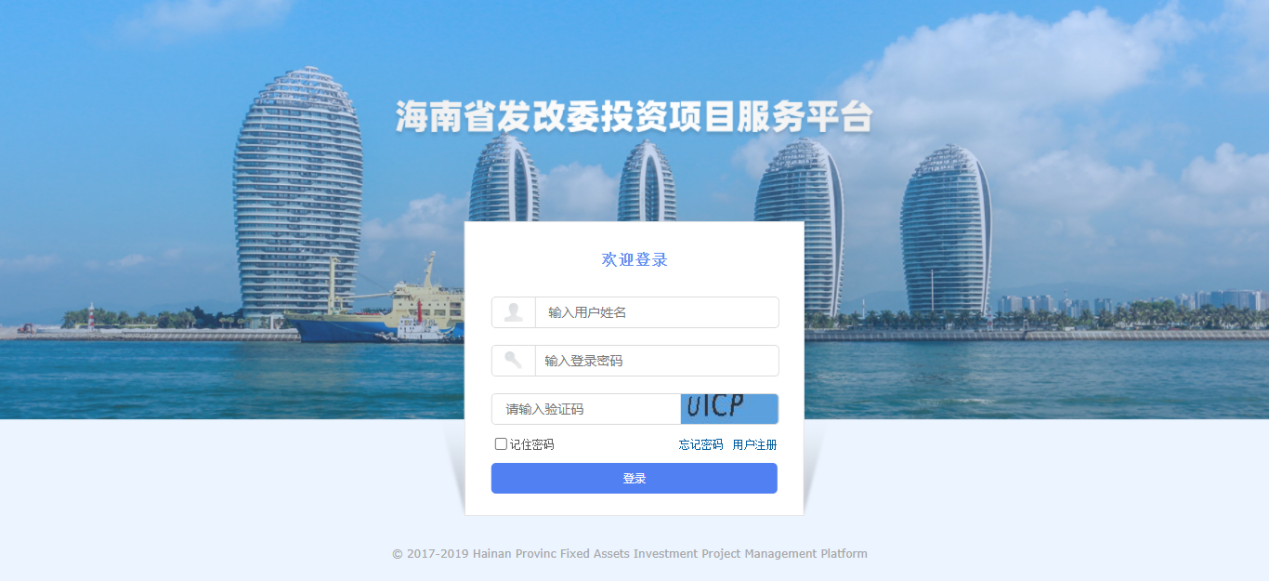 海南省发改委投资项目服务平台
欢迎登录
输入用户姓名
输入登录密码
请输入验证码 UICP
记住密码 忘记密码 用户注册
登录
© 2017-2019 Hainan Provinc Fixed Assets Investment Project Management Platform